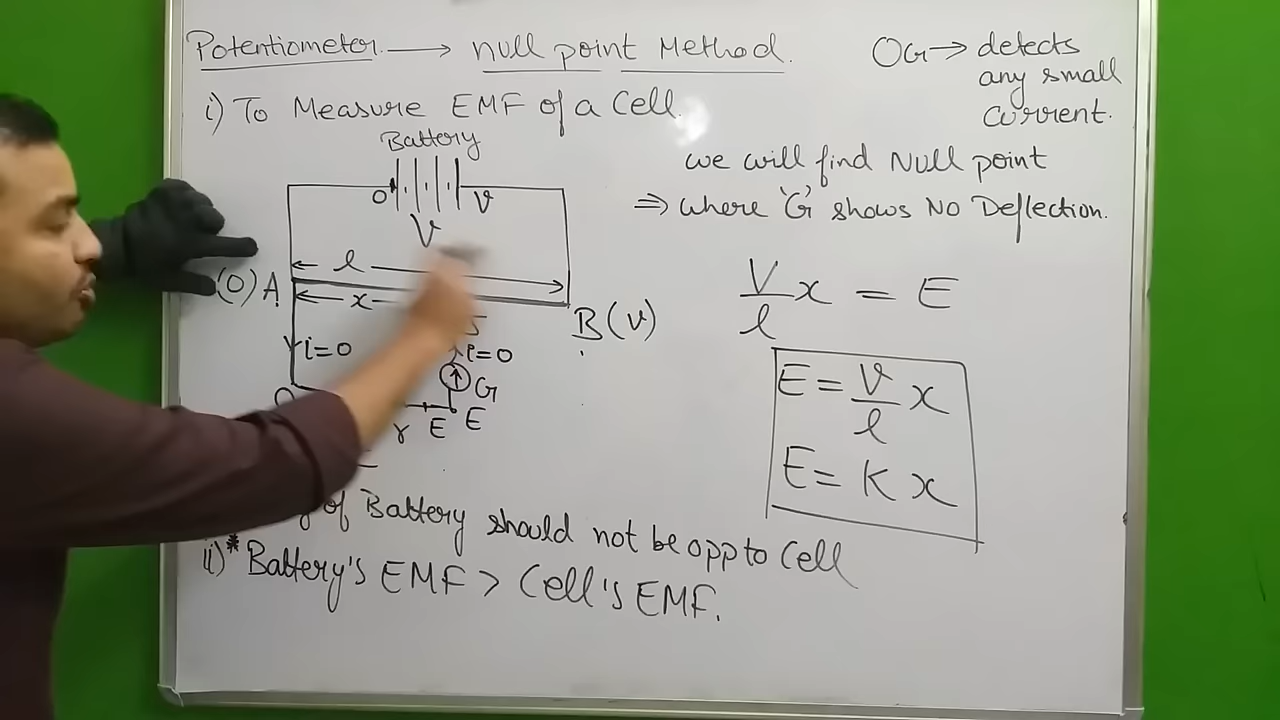 Potentiometer. → Null point Method.
i) To Measure EMF of a Cell.
Battery
O V
V
l
x
(O) A
B (V)
i=0
i=0
G
r E E
of Battery should not be opp to Cell
ii)* Battery's EMF > Cell's EMF.
OG→ detects
any small
current.
we will find Null point
⇒ where 'G' shows No Deflection.
V/l x = E
E = V/l x
E = K x